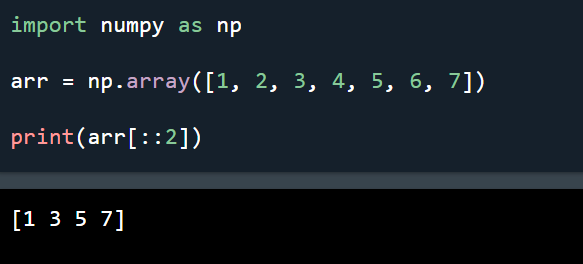 import numpy as np
arr = np.array([1, 2, 3, 4, 5, 6, 7])
print(arr[::2])
[1 3 5 7]